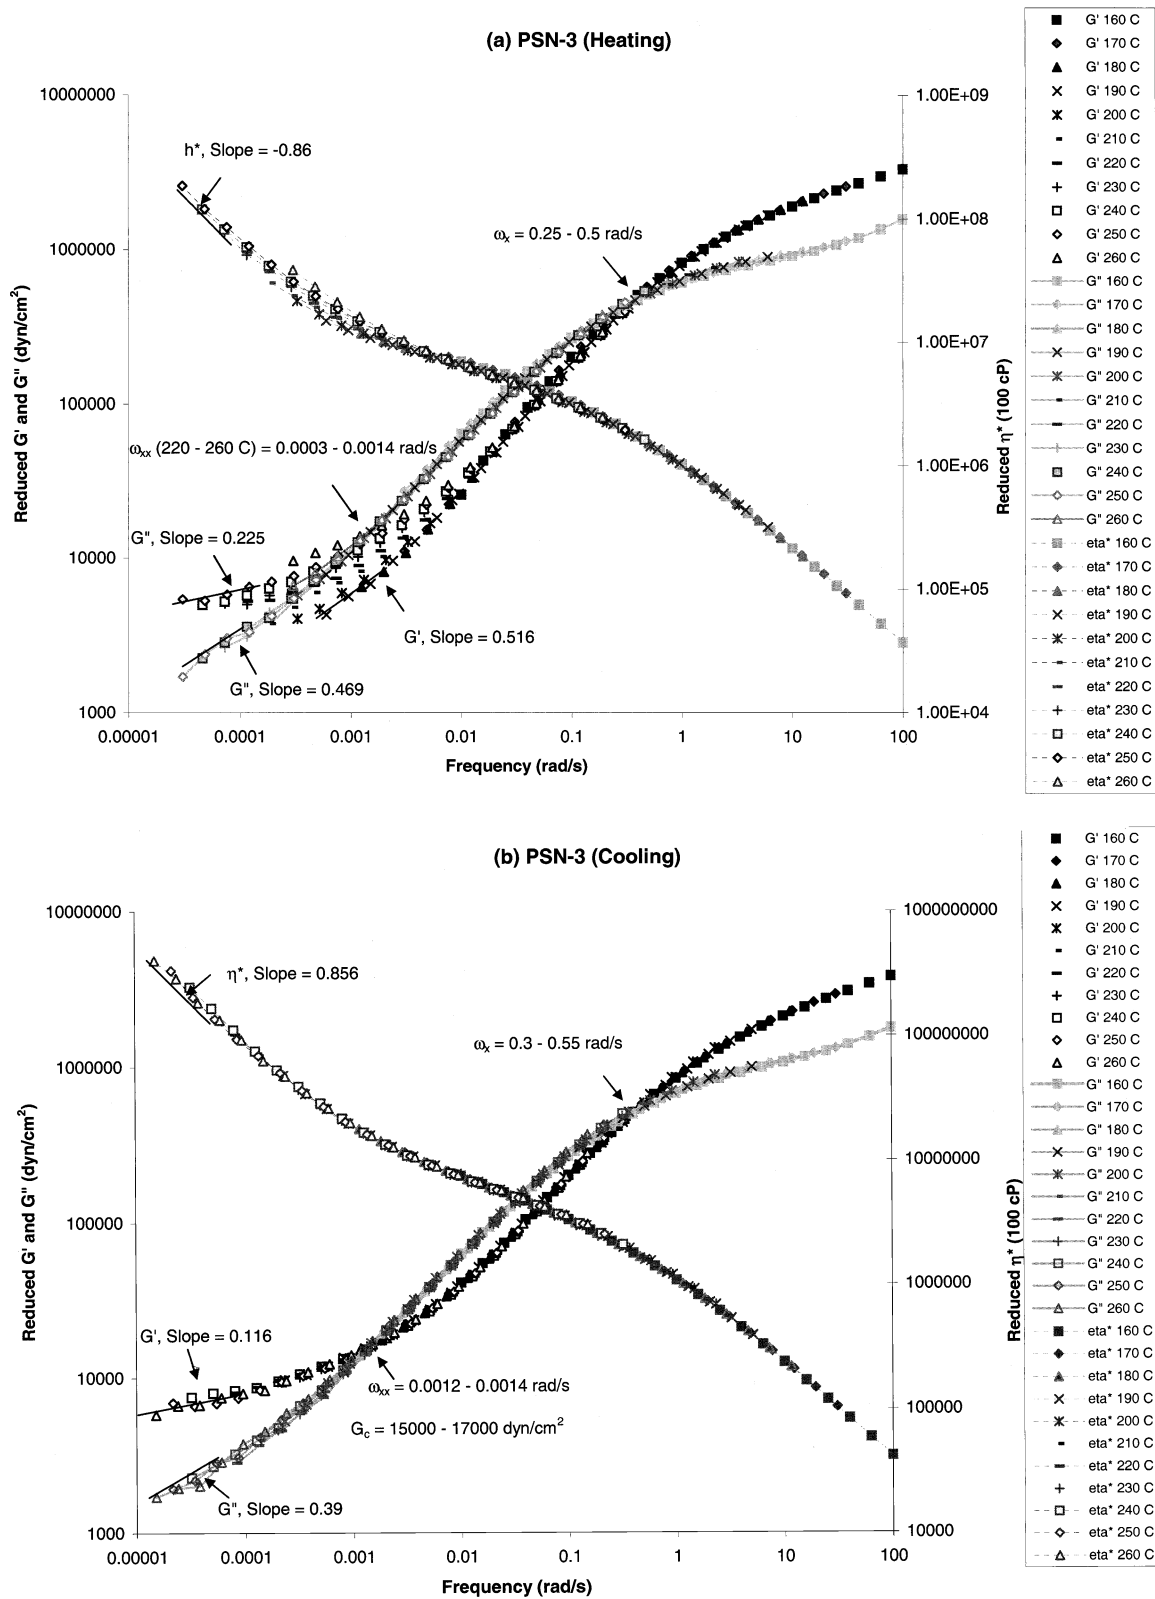 (a) PSN-3 (Heating)
10000000
1000000
100000
10000
1000
Reduced G' and G" (dyn/cm²)
h*, Slope = -0.86
ωx = 0.25 - 0.5 rad/s
ωxx (220 - 260 C) = 0.0003 - 0.0014 rad/s
G", Slope = 0.225
G', Slope = 0.516
G", Slope = 0.469
1.00E+09
1.00E+08
1.00E+07
1.00E+06
1.00E+05
1.00E+04
Reduced η* (100 cP)
0.00001 0.0001 0.001 0.01 0.1 1 10 100
Frequency (rad/s)
G' 160 C
G' 170 C
G' 180 C
G' 190 C
G' 200 C
G' 210 C
G' 220 C
G' 230 C
G' 240 C
G' 250 C
G' 260 C
G" 160 C
G" 170 C
G" 180 C
G" 190 C
G" 200 C
G" 210 C
G" 220 C
G" 230 C
G" 240 C
G" 250 C
G" 260 C
eta* 160 C
eta* 170 C
eta* 180 C
eta* 190 C
eta* 200 C
eta* 210 C
eta* 220 C
eta* 230 C
eta* 240 C
eta* 250 C
eta* 260 C
(b) PSN-3 (Cooling)
10000000
1000000
100000
10000
1000
Reduced G' and G" (dyn/cm²)
η*, Slope = 0.856
ωx = 0.3 - 0.55 rad/s
G', Slope = 0.116
ωxx = 0.0012 - 0.0014 rad/s
Gc = 15000 - 17000 dyn/cm²
G", Slope = 0.39
1000000000
100000000
10000000
1000000
100000
10000
Reduced η* (100 cP)
0.00001 0.0001 0.001 0.01 0.1 1 10 100
Frequency (rad/s)
G' 160 C
G' 170 C
G' 180 C
G' 190 C
G' 200 C
G' 210 C
G' 220 C
G' 230 C
G' 240 C
G' 250 C
G' 260 C
G" 160 C
G" 170 C
G" 180 C
G" 190 C
G" 200 C
G" 210 C
G" 220 C
G" 230 C
G" 240 C
G" 250 C
G" 260 C
eta* 160 C
eta* 170 C
eta* 180 C
eta* 190 C
eta* 200 C
eta* 210 C
eta* 220 C
eta* 230 C
eta* 240 C
eta* 250 C
eta* 260 C